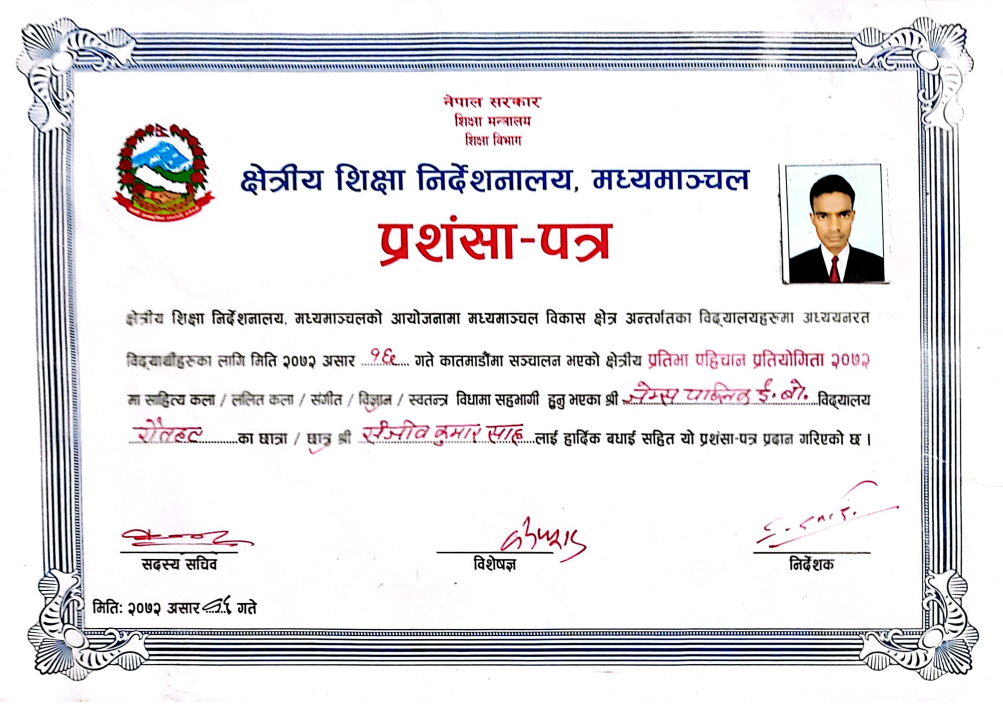 नेपाल सरकार
शिक्षा मन्त्रालय
शिक्षा विभाग
क्षेत्रीय शिक्षा निर्देशनालय, मध्यमाञ्चल
प्रशंसा-पत्र
क्षेत्रीय शिक्षा निर्देशनालय, मध्यमाञ्चलको आयोजनामा मध्यमाञ्चल विकास क्षेत्र अन्तर्गतका विद्यालयहरूमा अध्ययनरत
विद्यार्थीहरूका लागि मिति २०७२ असार १६ गते काठमाडौंमा सञ्चालन भएको क्षेत्रीय प्रतिभा पहिचान प्रतियोगिता २०७२
मा साहित्य कला / ललित कला / संगीत / विज्ञान / स्वतन्त्र विधामा सहभागी हुनु भएका श्री जेम्स पब्लिक ई. बो. विद्यालय
रौतहट का छात्रा / छात्र श्री संजीव कुमार साह लाई हार्दिक बधाई सहित यो प्रशंसा-पत्र प्रदान गरिएको छ ।
सदस्य सचिव
विशेषज्ञ
निर्देशक
मिति: २०७२ असार १६ गते